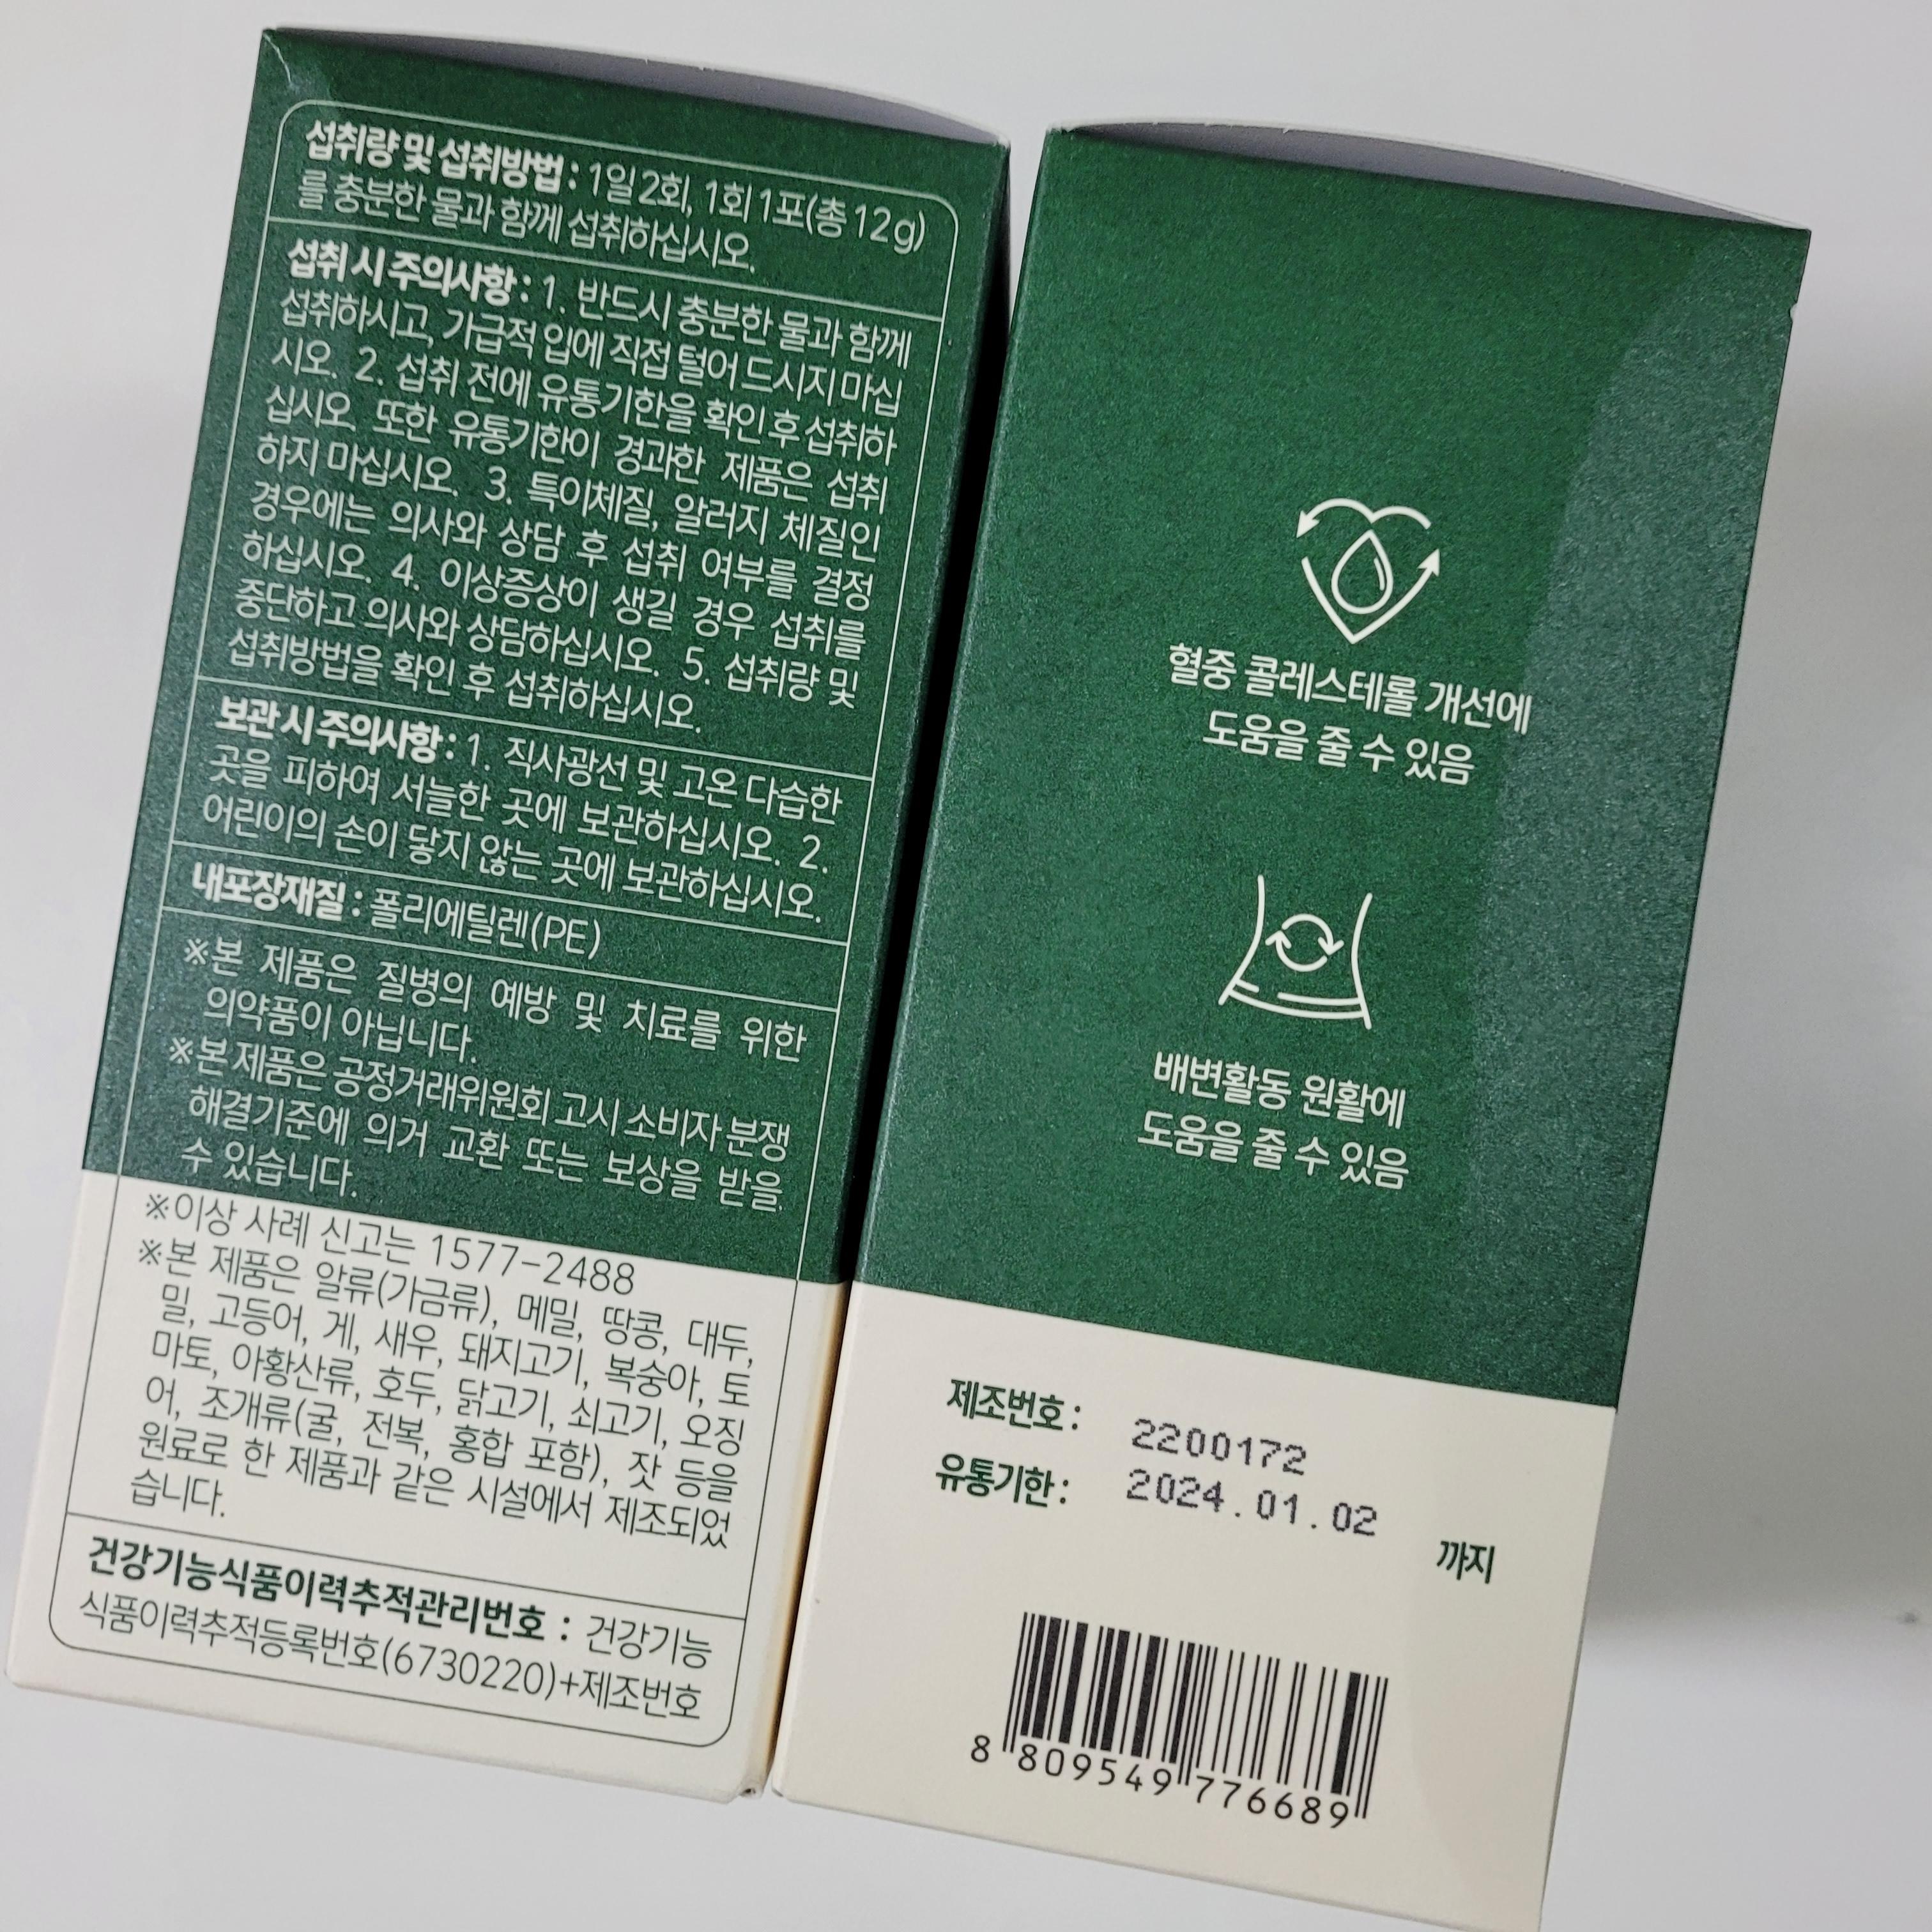 섭취량 및 섭취방법 : 1일 2회, 1회 1포(총 12g)
를 충분한 물과 함께 섭취하십시오.
섭취 시 주의사항 : 1. 반드시 충분한 물과 함께
섭취하시고, 가급적 입에 직접 털어 드시지 마십
시오. 2. 섭취 전에 유통기한을 확인 후 섭취하
십시오. 또한 유통기한이 경과한 제품은 섭취
하지 마십시오. 3. 특이체질, 알러지 체질인
경우에는 의사와 상담 후 섭취 여부를 결정
하십시오. 4. 이상증상이 생길 경우 섭취를
중단하고 의사와 상담하십시오. 5. 섭취량 및
섭취방법을 확인 후 섭취하십시오.
보관 시 주의사항 : 1. 직사광선 및 고온 다습한
곳을 피하여 서늘한 곳에 보관하십시오. 2.
어린이의 손이 닿지 않는 곳에 보관하십시오.
내포장재질 : 폴리에틸렌(PE)
※본 제품은 질병의 예방 및 치료를 위한
의약품이 아닙니다.
※본 제품은 공정거래위원회 고시 소비자 분쟁
해결기준에 의거 교환 또는 보상을 받을
수 있습니다.
※이상 사례 신고는 1577-2488
※본 제품은 알류(가금류), 메밀, 땅콩, 대두,
밀, 고등어, 게, 새우, 돼지고기, 복숭아, 토
마토, 아황산류, 호두, 닭고기, 쇠고기, 오징
어, 조개류(굴, 전복, 홍합 포함), 잣 등을
원료로 한 제품과 같은 시설에서 제조되었
습니다.
건강기능식품이력추적관리번호 : 건강기능
식품이력추적등록번호(6730220)+제조번호
혈중 콜레스테롤 개선에
도움을 줄 수 있음
배변활동 원활에
도움을 줄 수 있음
제조번호 : 2200172
유통기한 : 2024.01.02
까지
8 809549 776689